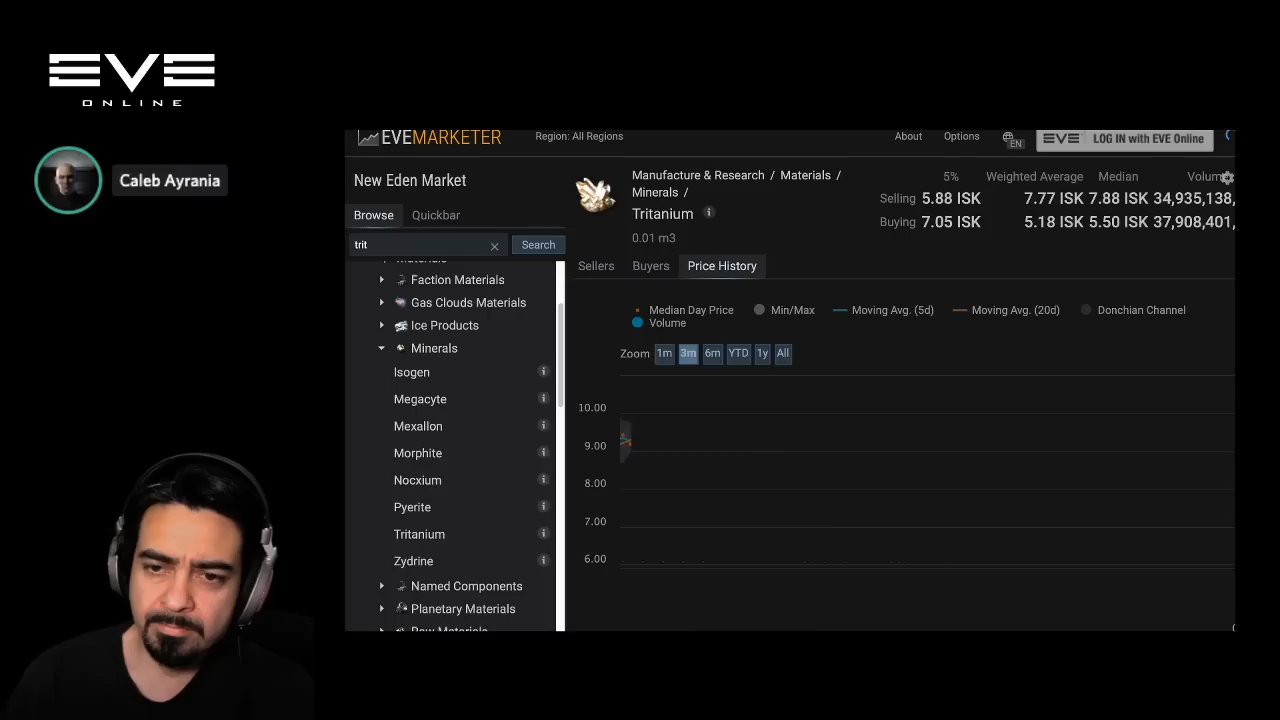 EVE
ONLINE
Caleb Ayrania
EVEMARKETER
Region: All Regions
About
Options
EN
EVE
LOG IN with EVE Online
New Eden Market
Browse
Quickbar
trit
Search
Faction Materials
Gas Clouds Materials
Ice Products
Minerals
Isogen
Megacyte
Mexallon
Morphite
Nocxium
Pyerite
Tritanium
Zydrine
Named Components
Planetary Materials
Manufacture & Research / Materials /
Minerals /
Tritanium
0.01 m3
5% Weighted Average Median
Selling 5.88 ISK 7.77 ISK 7.88 ISK 34,935,138,
Buying 7.05 ISK 5.18 ISK 5.50 ISK 37,908,401,
Sellers Buyers Price History
Median Day Price Min/Max Moving Avg. (5d) Moving Avg. (20d) Donchian Channel
Volume
Zoom 1m 3m 6m YTD 1y All
10.00
9.00
8.00
7.00
6.00